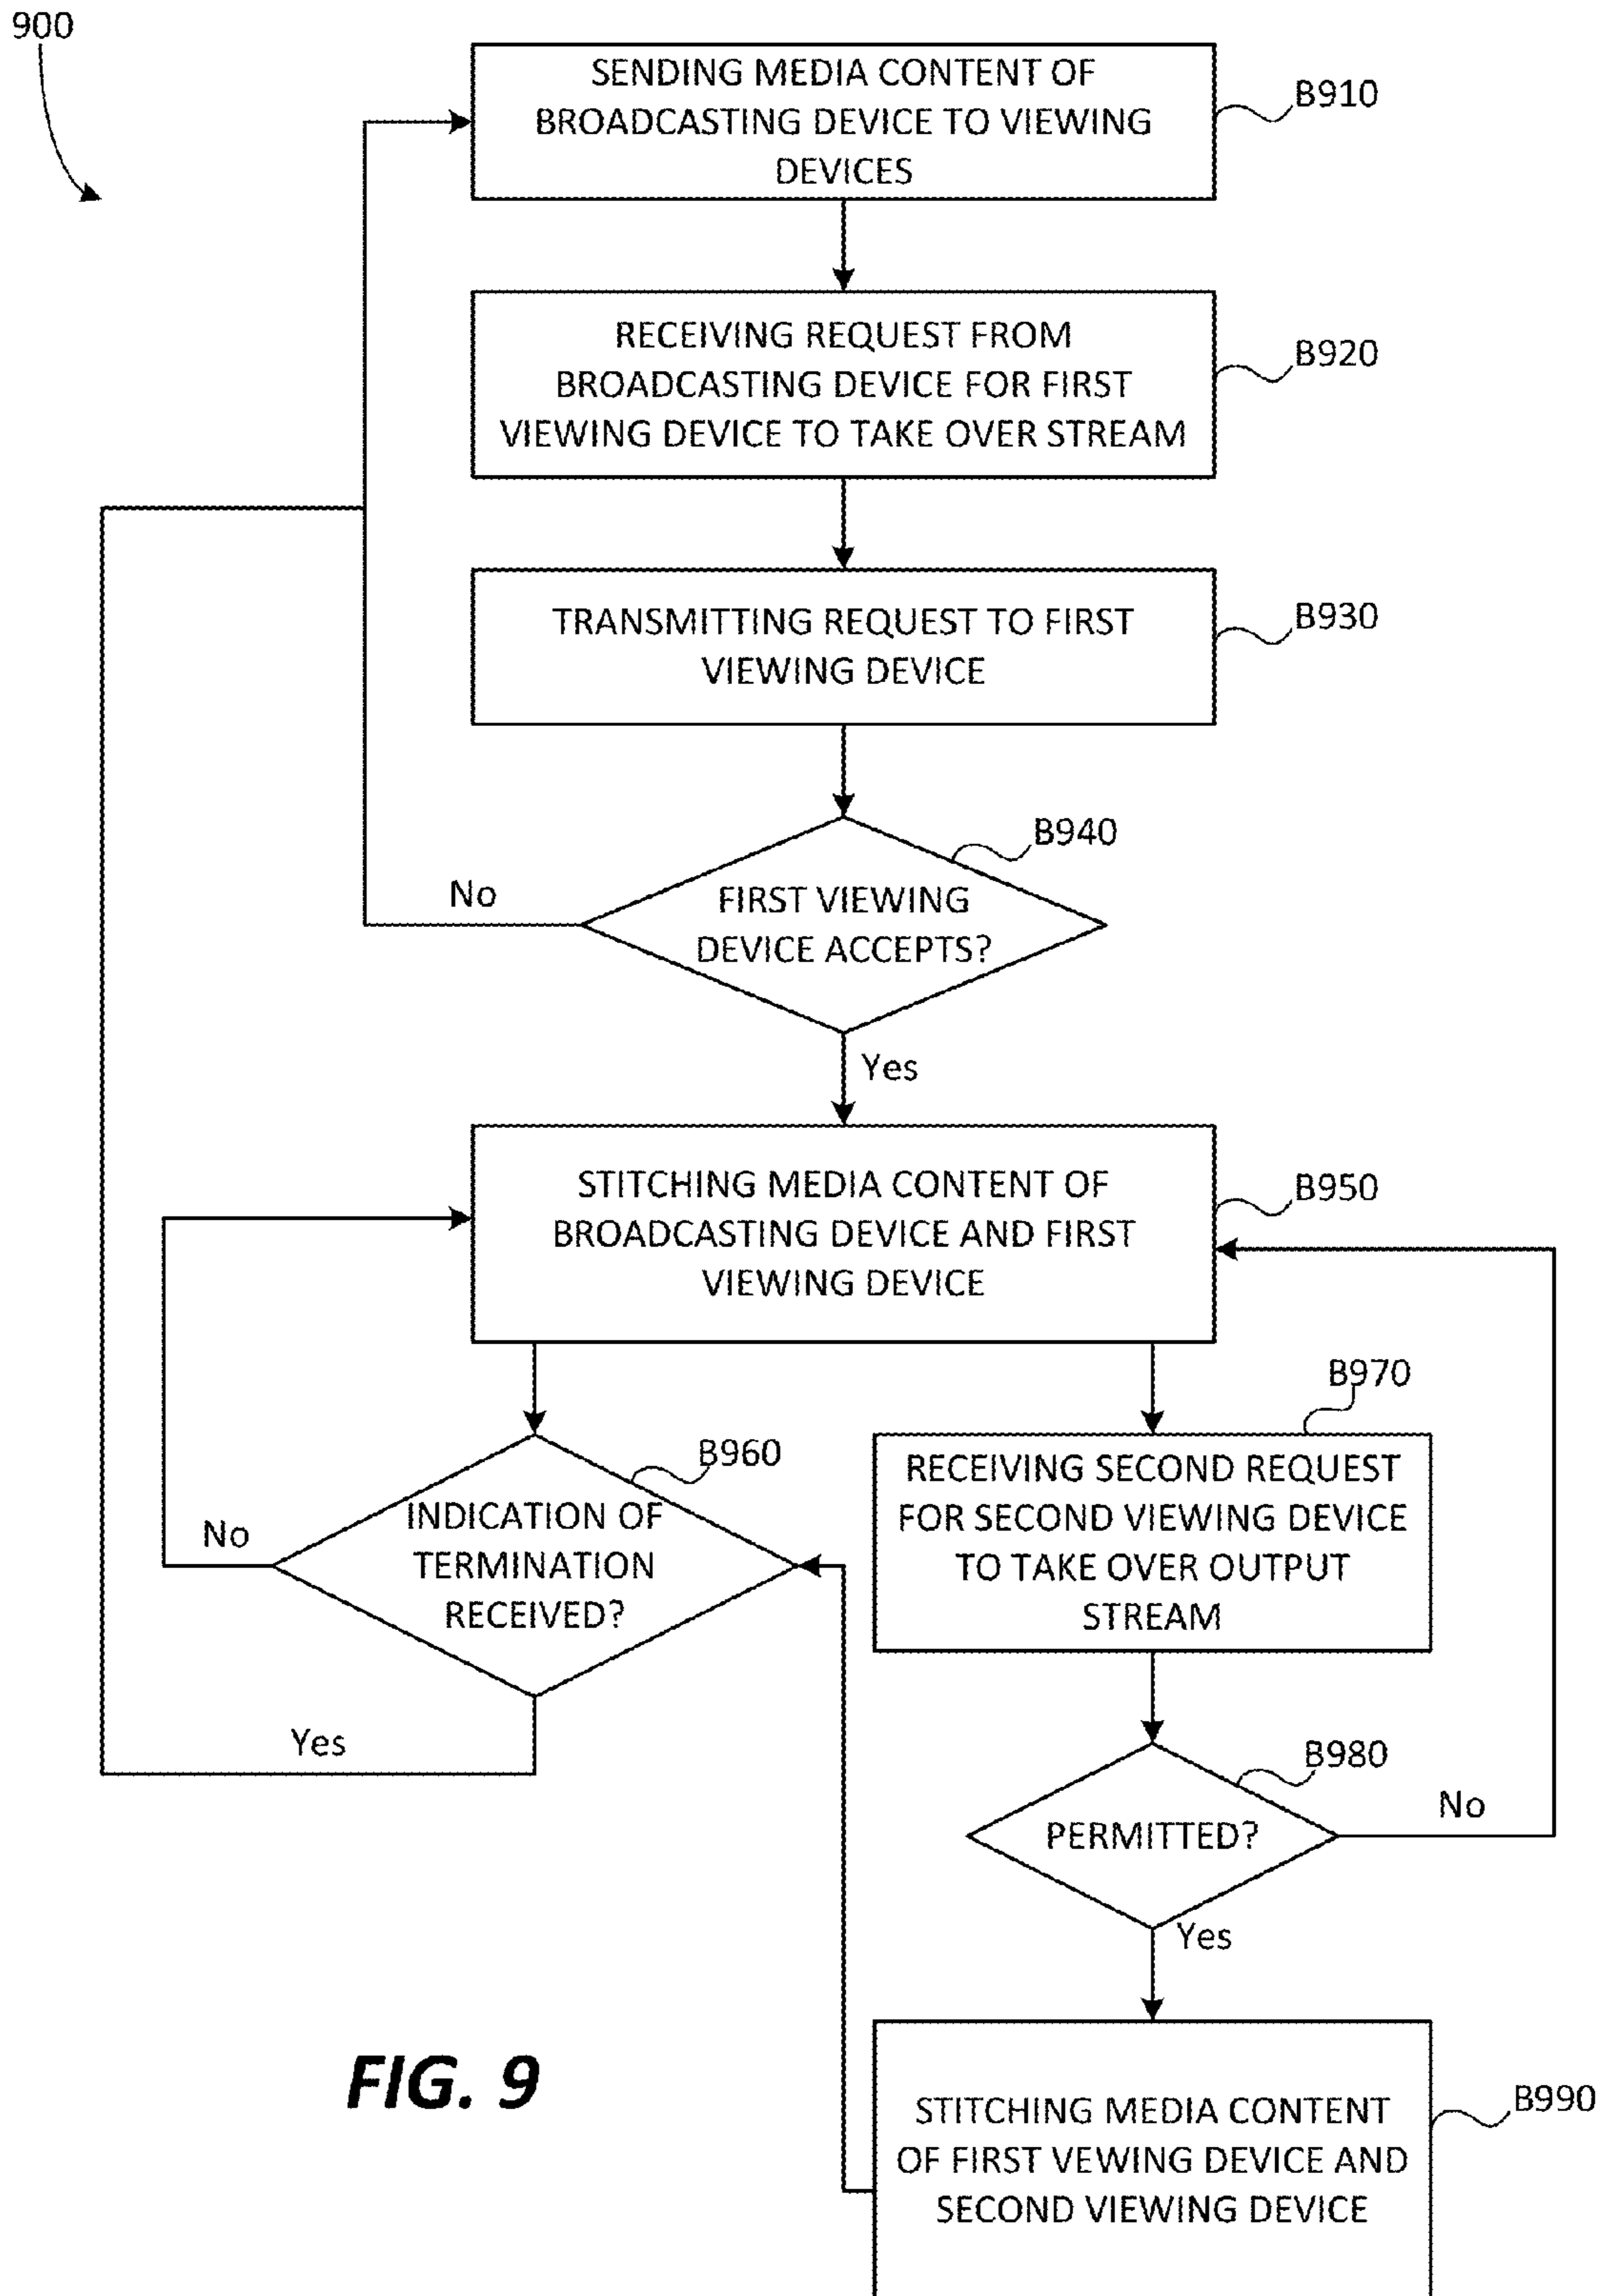 900
SENDING MEDIA CONTENT OF
BROADCASTING DEVICE TO VIEWING
DEVICES
B910
RECEIVING REQUEST FROM
BROADCASTING DEVICE FOR FIRST
VIEWING DEVICE TO TAKE OVER STREAM
B920
TRANSMITTING REQUEST TO FIRST
VIEWING DEVICE
B930
B940
FIRST VIEWING
DEVICE ACCEPTS?
No
Yes
STITCHING MEDIA CONTENT OF
BROADCASTING DEVICE AND FIRST
VIEWING DEVICE
B950
B960
INDICATION OF
TERMINATION
RECEIVED?
No
Yes
B970
RECEIVING SECOND REQUEST
FOR SECOND VIEWING DEVICE
TO TAKE OVER OUTPUT
STREAM
B980
PERMITTED?
No
Yes
STITCHING MEDIA CONTENT
OF FIRST VEWING DEVICE AND
SECOND VIEWING DEVICE
B990
FIG. 9